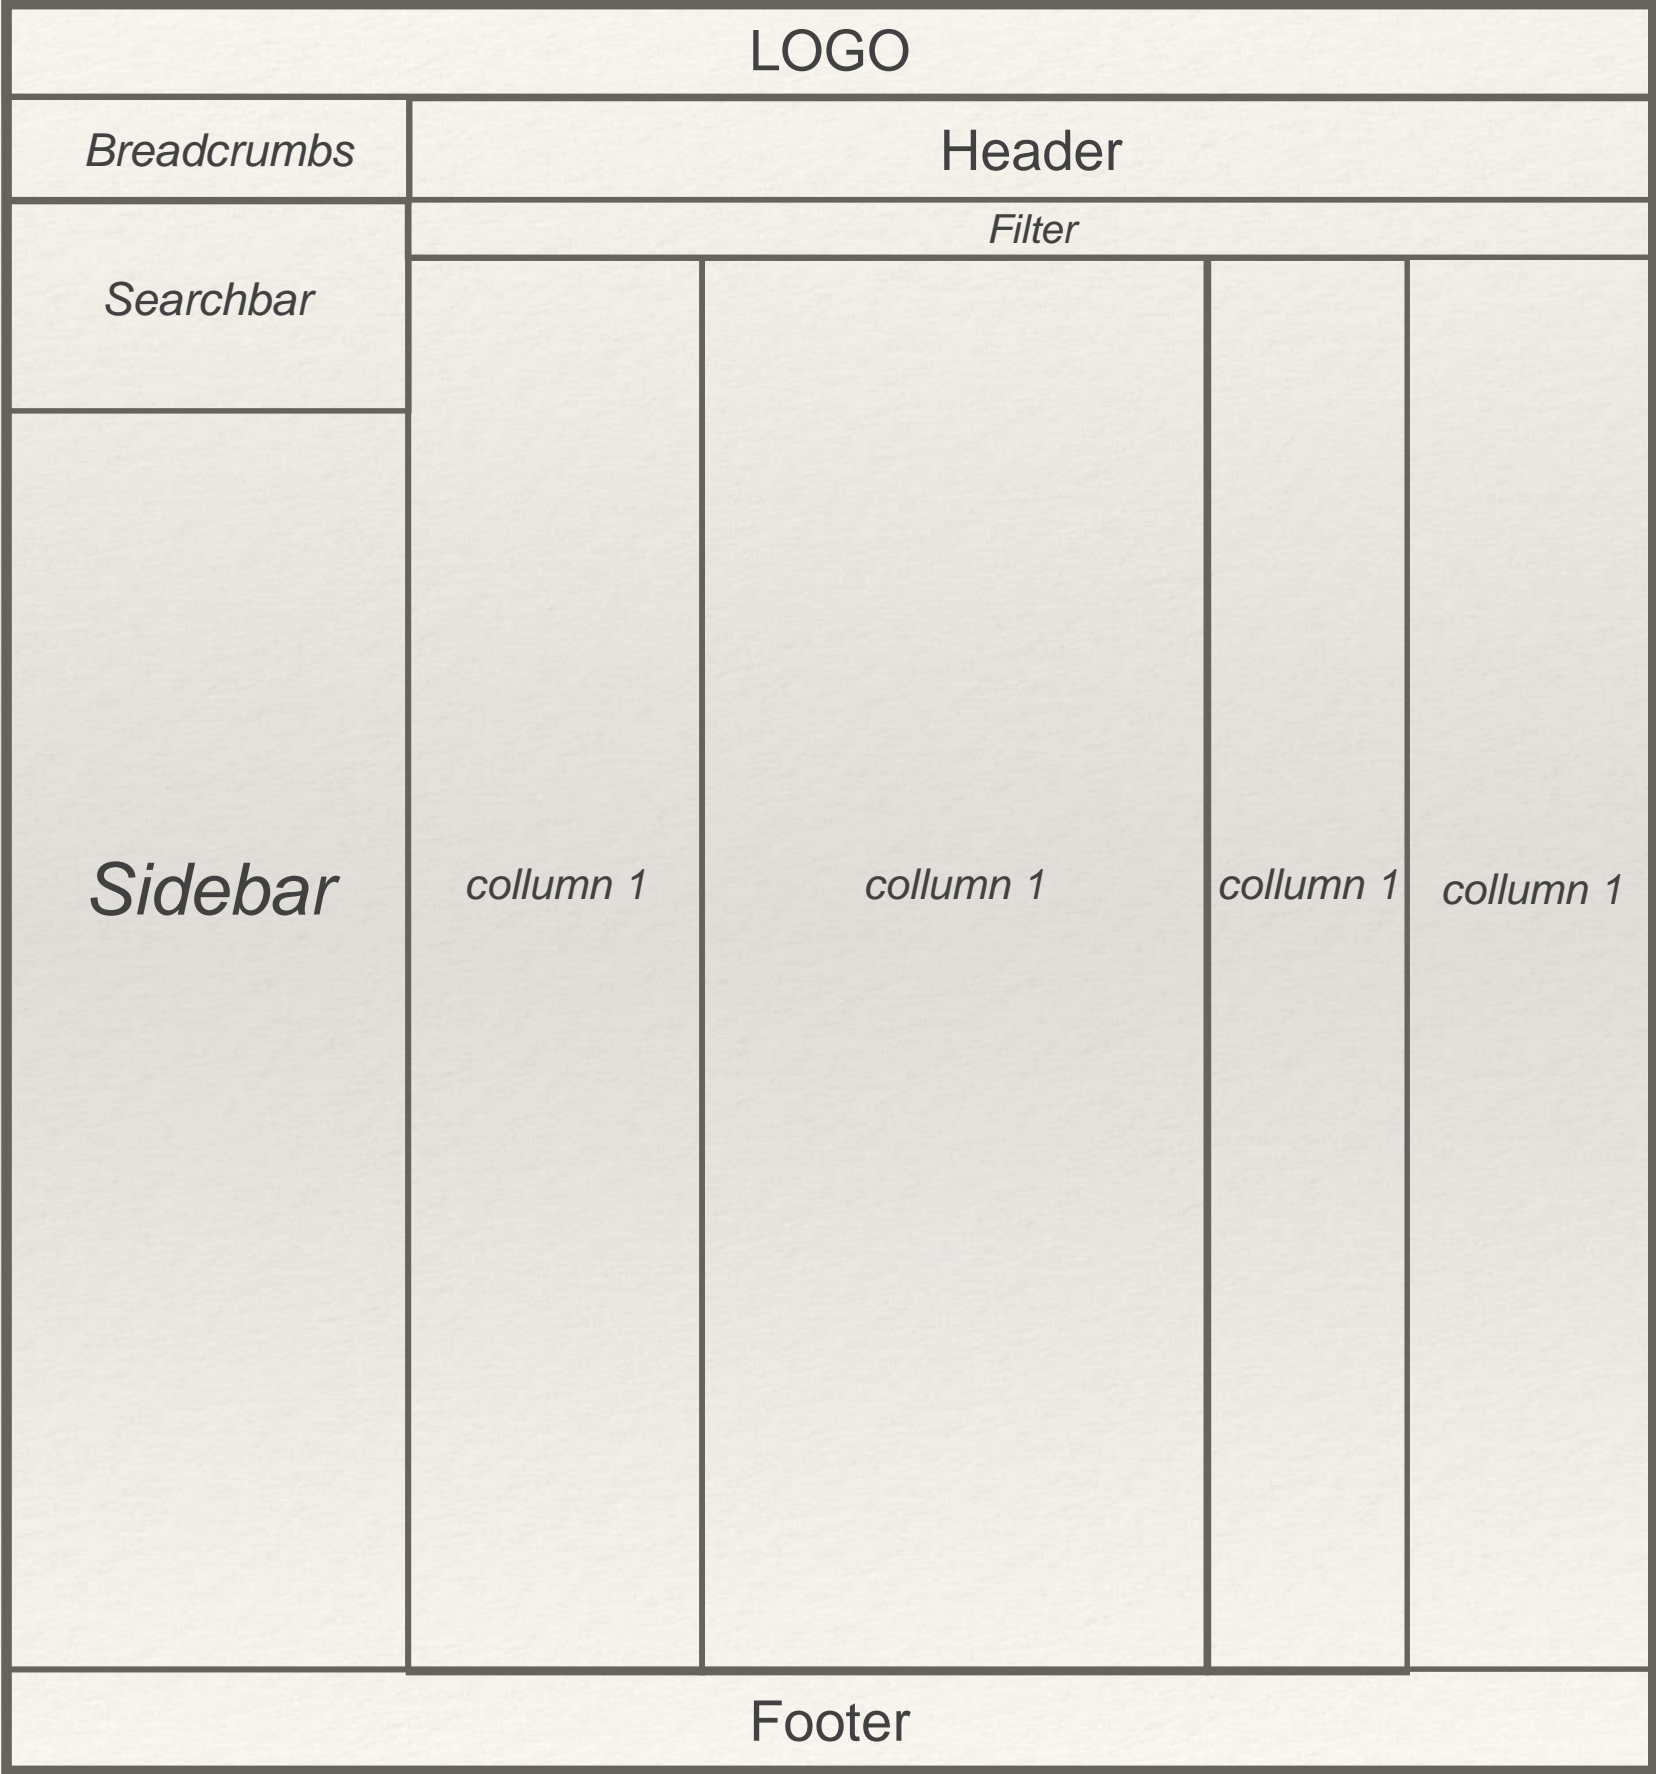 LOGO
Breadcrumbs
Header
Filter
Searchbar
Sidebar
collumn 1
collumn 1
collumn 1
collumn 1
Footer